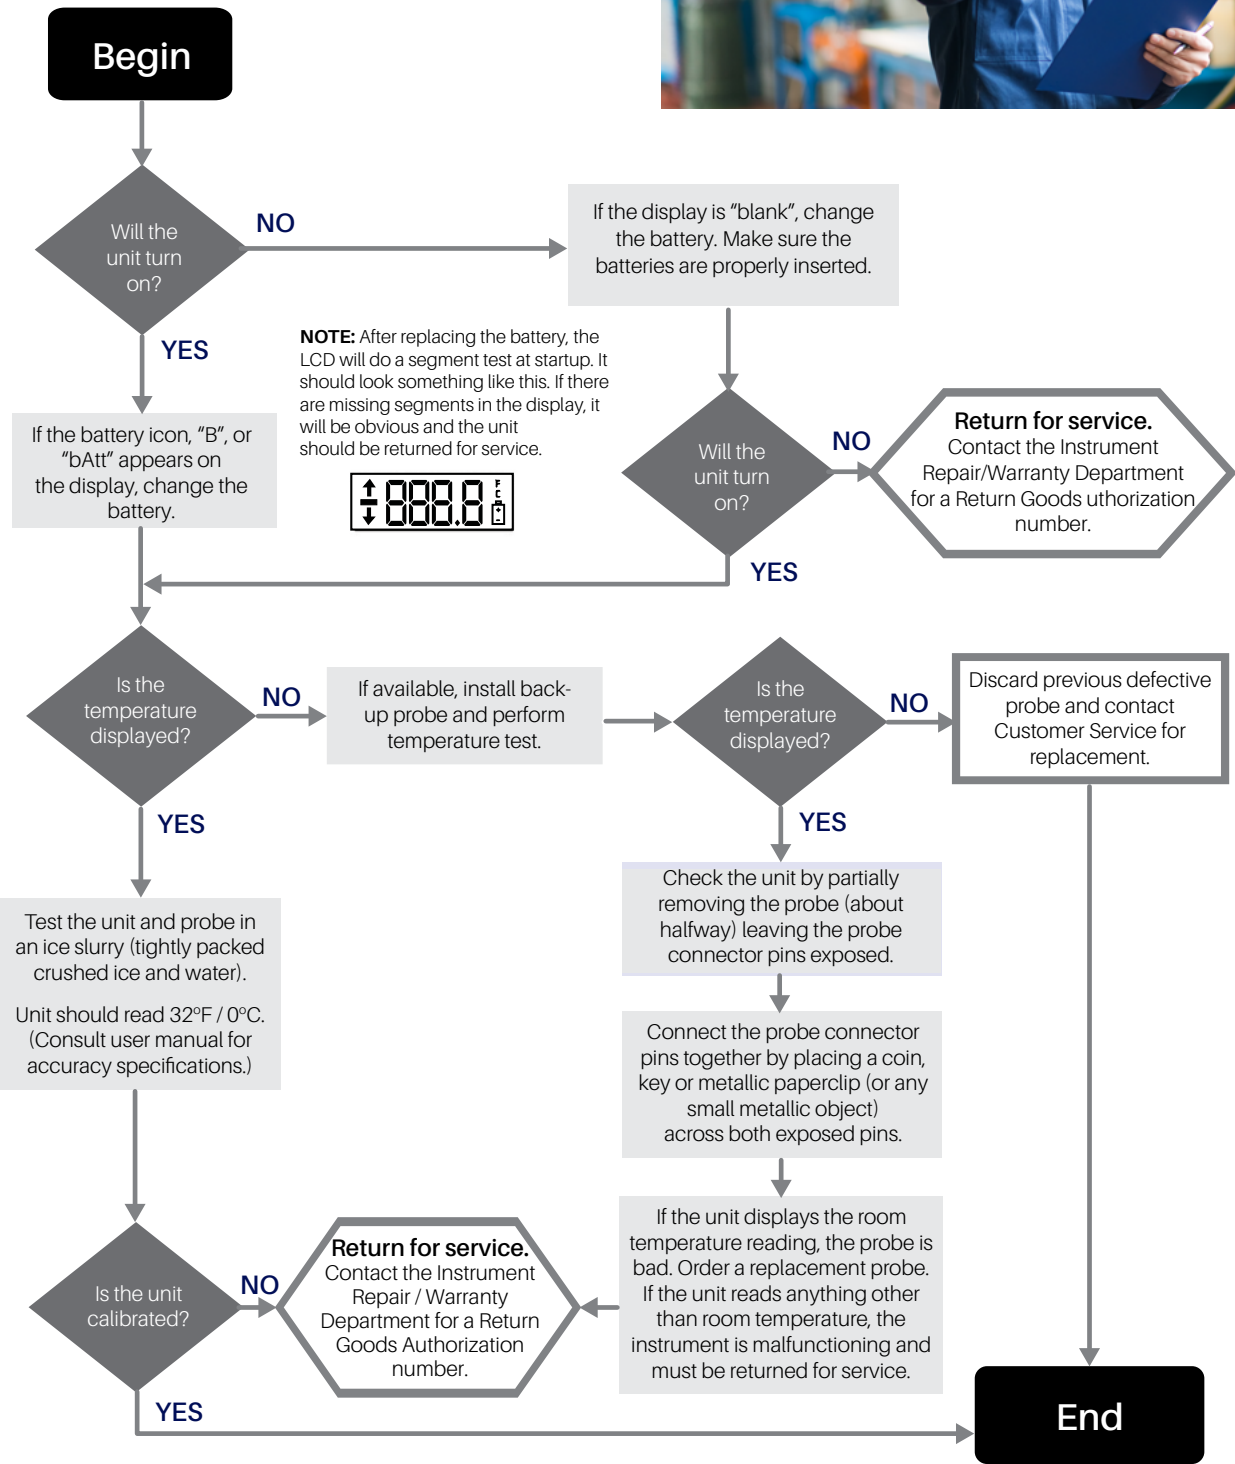 Begin
Will the
unit turn
on?
NO
If the display is “blank”, change
the battery. Make sure the
batteries are properly inserted.
YES
NOTE: After replacing the battery, the
LCD will do a segment test at startup. It
should look something like this. If there
are missing segments in the display, it
will be obvious and the unit
should be returned for service.
888.8
F
C
If the battery icon, “B”, or
“bAtt” appears on
the display, change the
battery.
Will the
unit turn
on?
NO
Return for service.
Contact the Instrument
Repair/Warranty Department
for a Return Goods uthorization
number.
YES
Is the
temperature
displayed?
NO
If available, install back-
up probe and perform
temperature test.
Is the
temperature
displayed?
NO
Discard previous defective
probe and contact
Customer Service for
replacement.
YES
YES
Check the unit by partially
removing the probe (about
halfway) leaving the probe
connector pins exposed.
Test the unit and probe in
an ice slurry (tightly packed
crushed ice and water).
Unit should read 32°F / 0°C.
(Consult user manual for
accuracy specifications.)
Connect the probe connector
pins together by placing a coin,
key or metallic paperclip (or any
small metallic object)
across both exposed pins.
If the unit displays the room
temperature reading, the probe is
bad. Order a replacement probe.
If the unit reads anything other
than room temperature, the
instrument is malfunctioning and
must be returned for service.
Is the unit
calibrated?
NO
Return for service.
Contact the Instrument
Repair / Warranty
Department for a Return
Goods Authorization
number.
YES
End